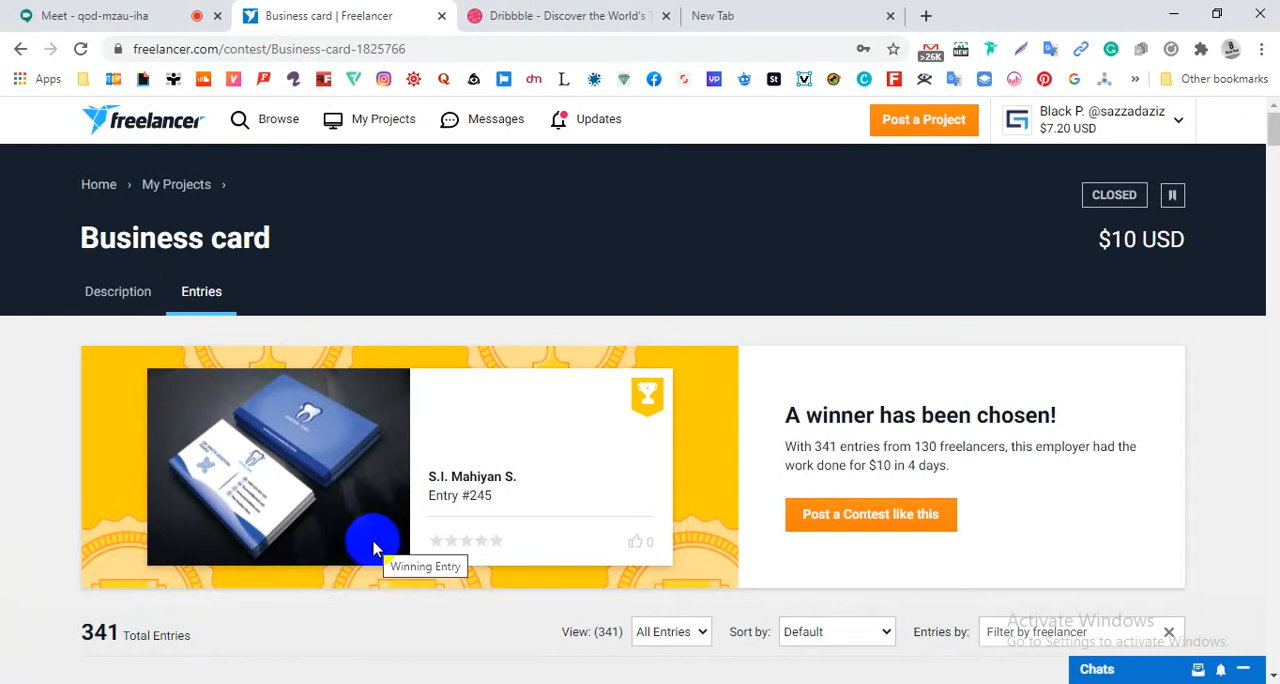 Meet - qod-mzau-iha
Business card | Freelancer
Dribbble - Discover the World's T
New Tab
freelancer.com/contest/Business-card-1825766
>26K
NEW
Apps
dm
UP
St
Other bookmarks
freelancer
Browse
My Projects
Messages
Updates
Post a Project
Black P. @sazzadaziz
$7.20 USD
Home › My Projects ›
CLOSED
Business card
$10 USD
Description
Entries
S.I. Mahiyan S.
Entry #245
0
Winning Entry
A winner has been chosen!
With 341 entries from 130 freelancers, this employer had the
work done for $10 in 4 days.
Post a Contest like this
341 Total Entries
View: (341)
All Entries
Sort by:
Default
Entries by:
Filter by freelancer
Activate Windows
Go to Settings to activate Windows.
Chats